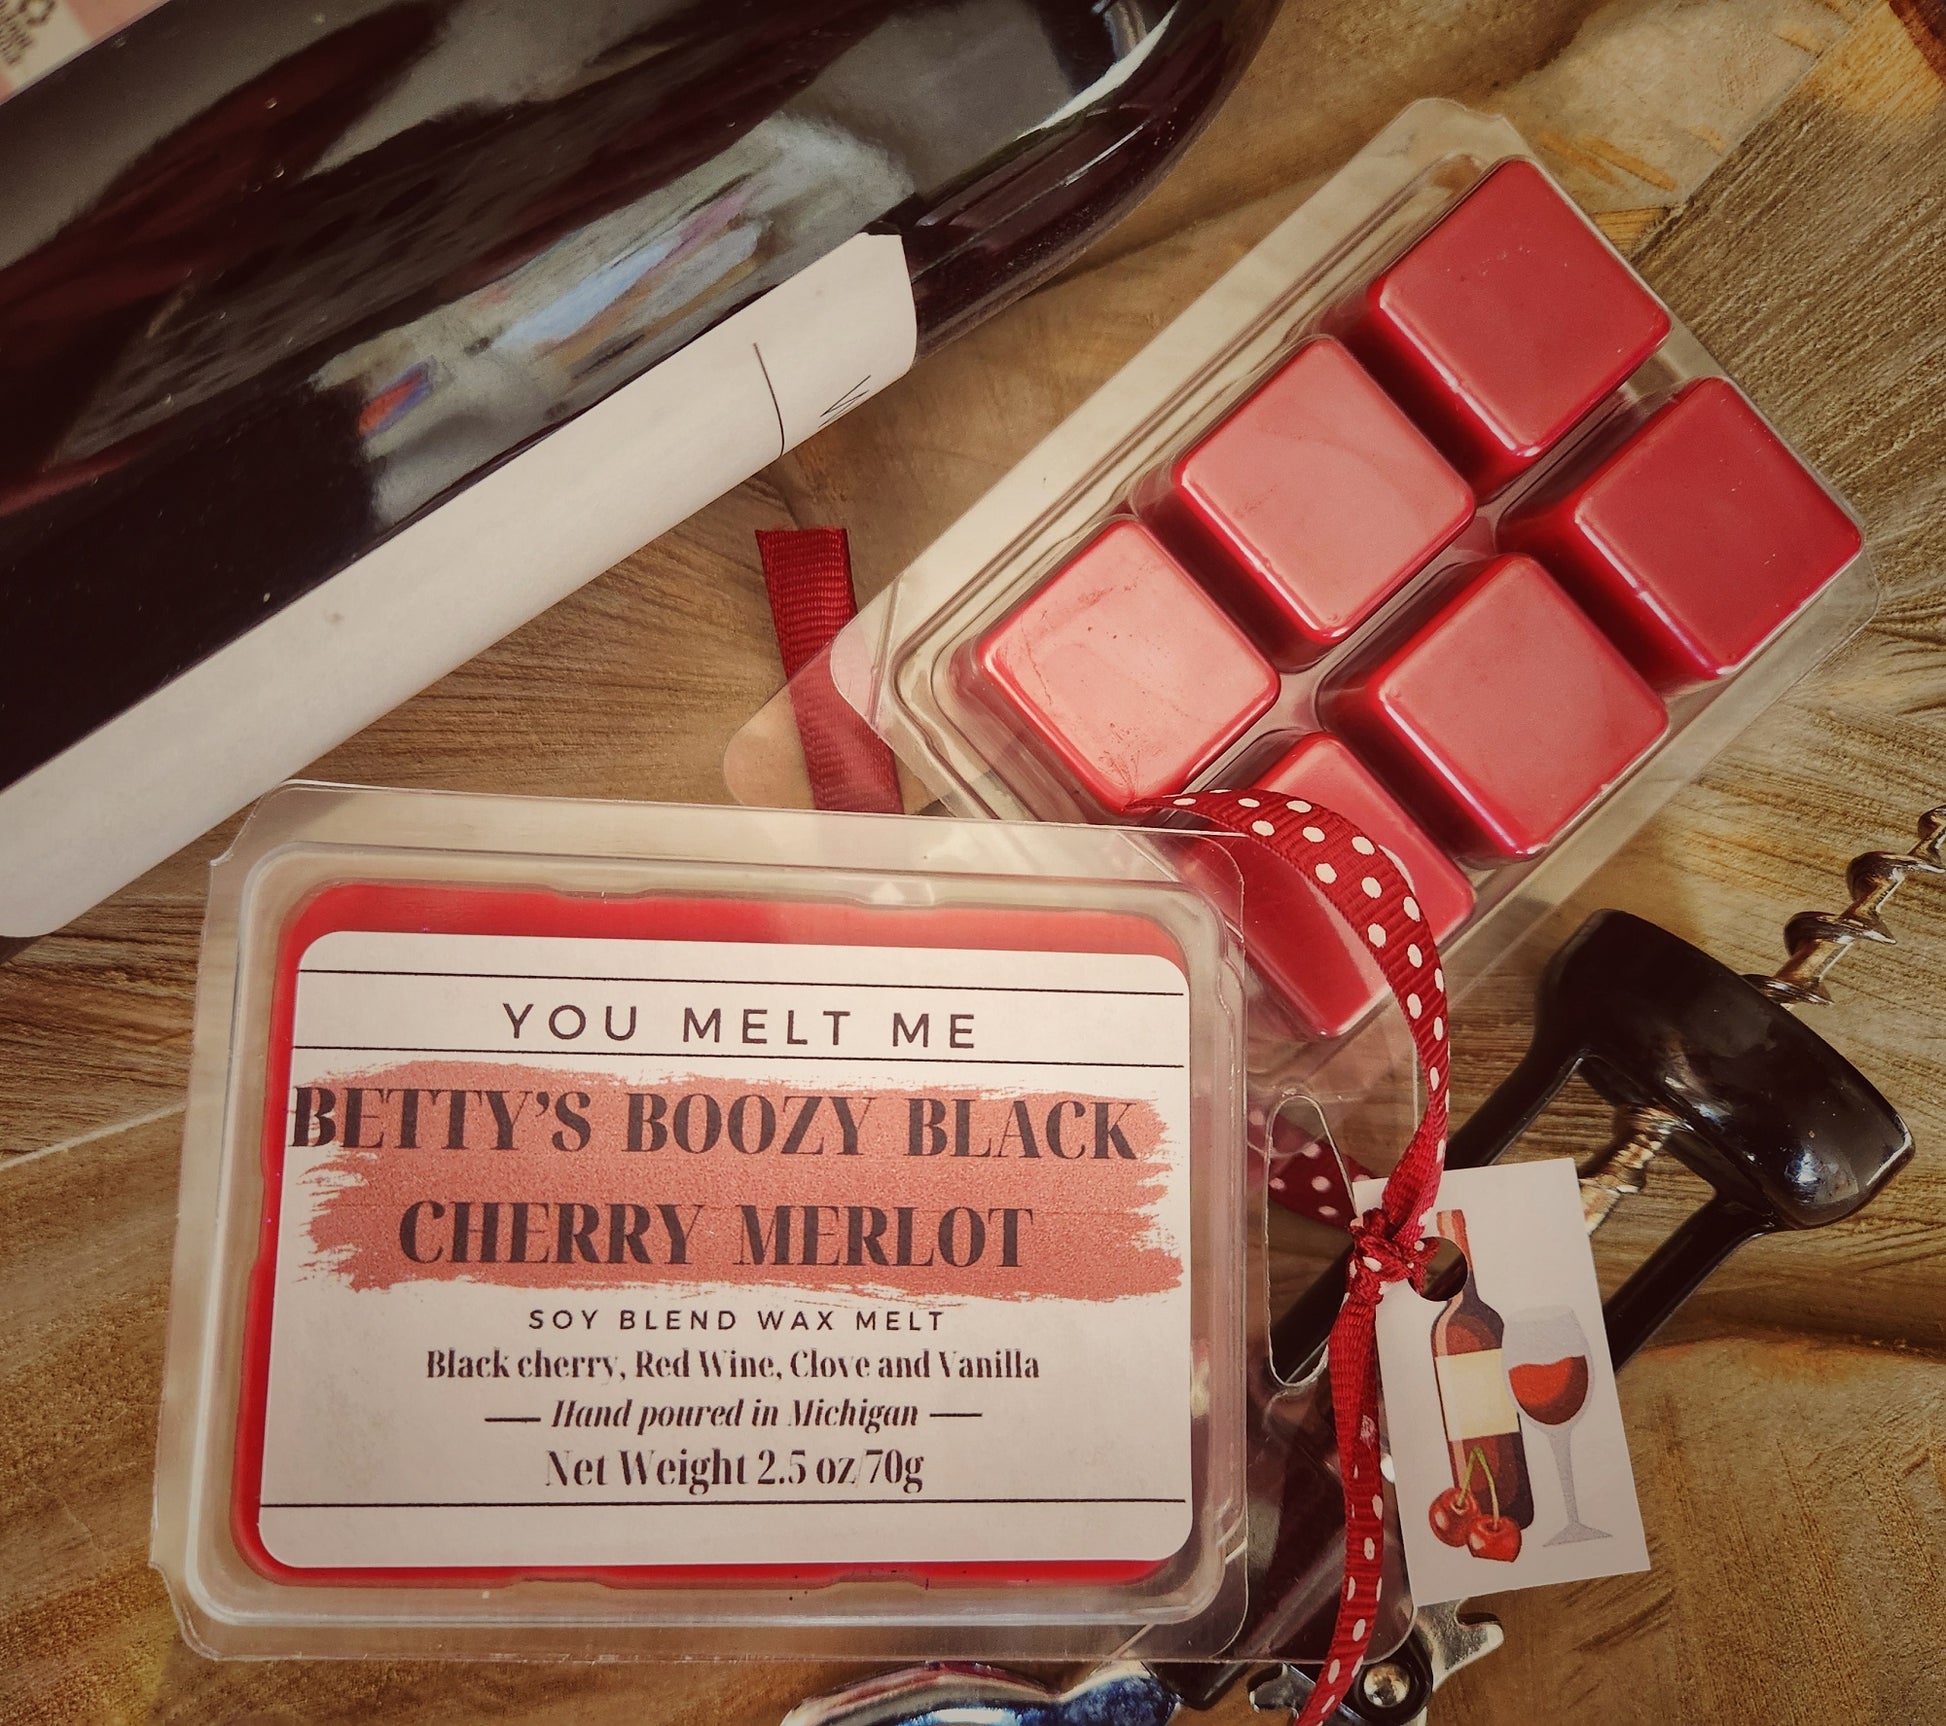 YOU MELT ME
BETTY'S BOOZY BLACK
CHERRY MERLOT
SOY BLEND WAX MELT
Black cherry, Red Wine, Clove and Vanilla
— Hand poured in Michigan —
Net Weight 2.5 oz/70g